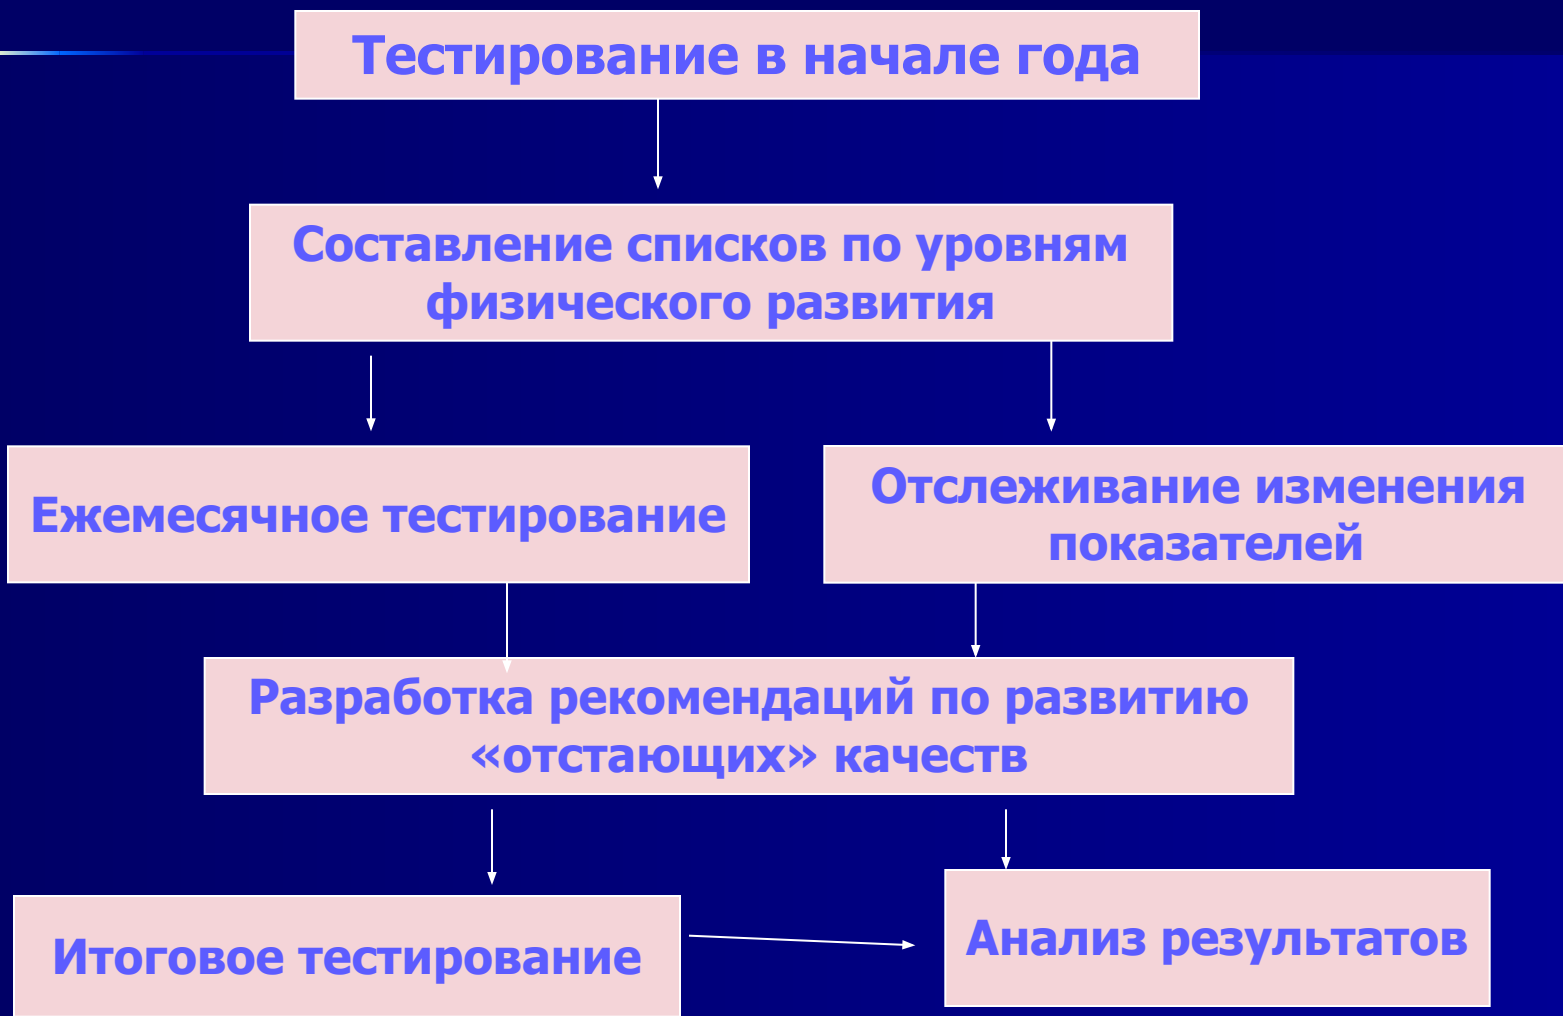 Тестирование в начале года
Составление списков по уровням
физического развития
Ежемесячное тестирование
Отслеживание изменения
показателей
Разработка рекомендаций по развитию
«отстающих» качеств
Итоговое тестирование
Анализ результатов